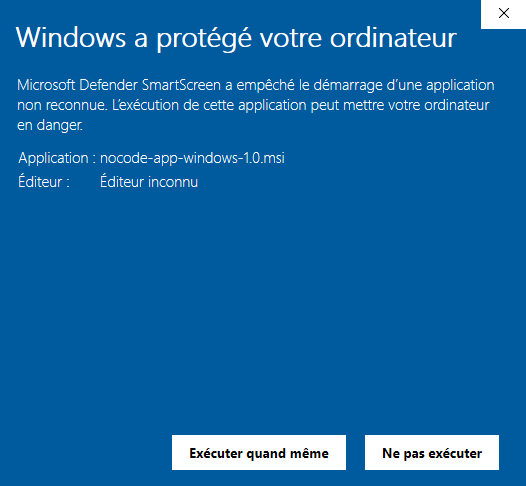 Windows a protégé votre ordinateur
Microsoft Defender SmartScreen a empêché le démarrage d'une application
non reconnue. L'exécution de cette application peut mettre votre ordinateur
en danger.
Application : nocode-app-windows-1.0.msi
Éditeur : Éditeur inconnu
Exécuter quand même Ne pas exécuter